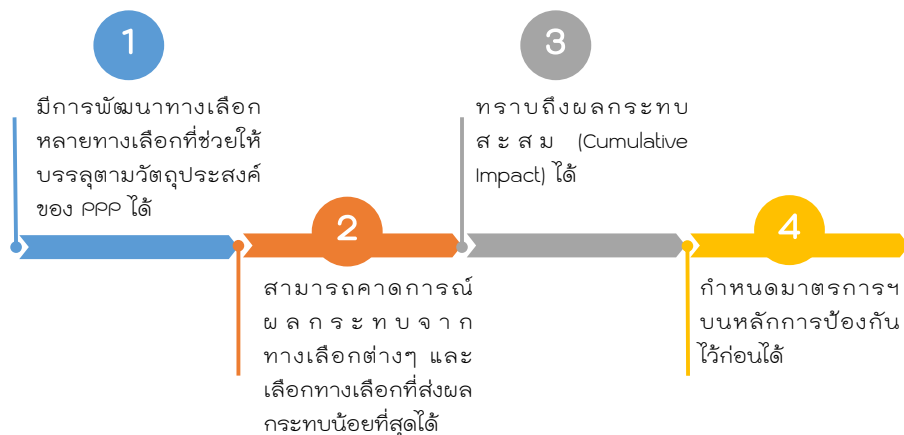 1
มีการพัฒนาทางเลือก
หลายทางเลือกที่ช่วยให้
บรรลุตามวัตถุประสงค์
ของ PPP ได้
2
สามารถคาดการณ์
ผลกระทบจาก
ทางเลือกต่างๆ และ
เลือกทางเลือกที่ส่งผล
กระทบน้อยที่สุดได้
3
ทราบถึงผลกระทบ
สะสม (Cumulative
Impact) ได้
4
กำหนดมาตรการฯ
บนหลักการป้องกัน
ไว้ก่อนได้